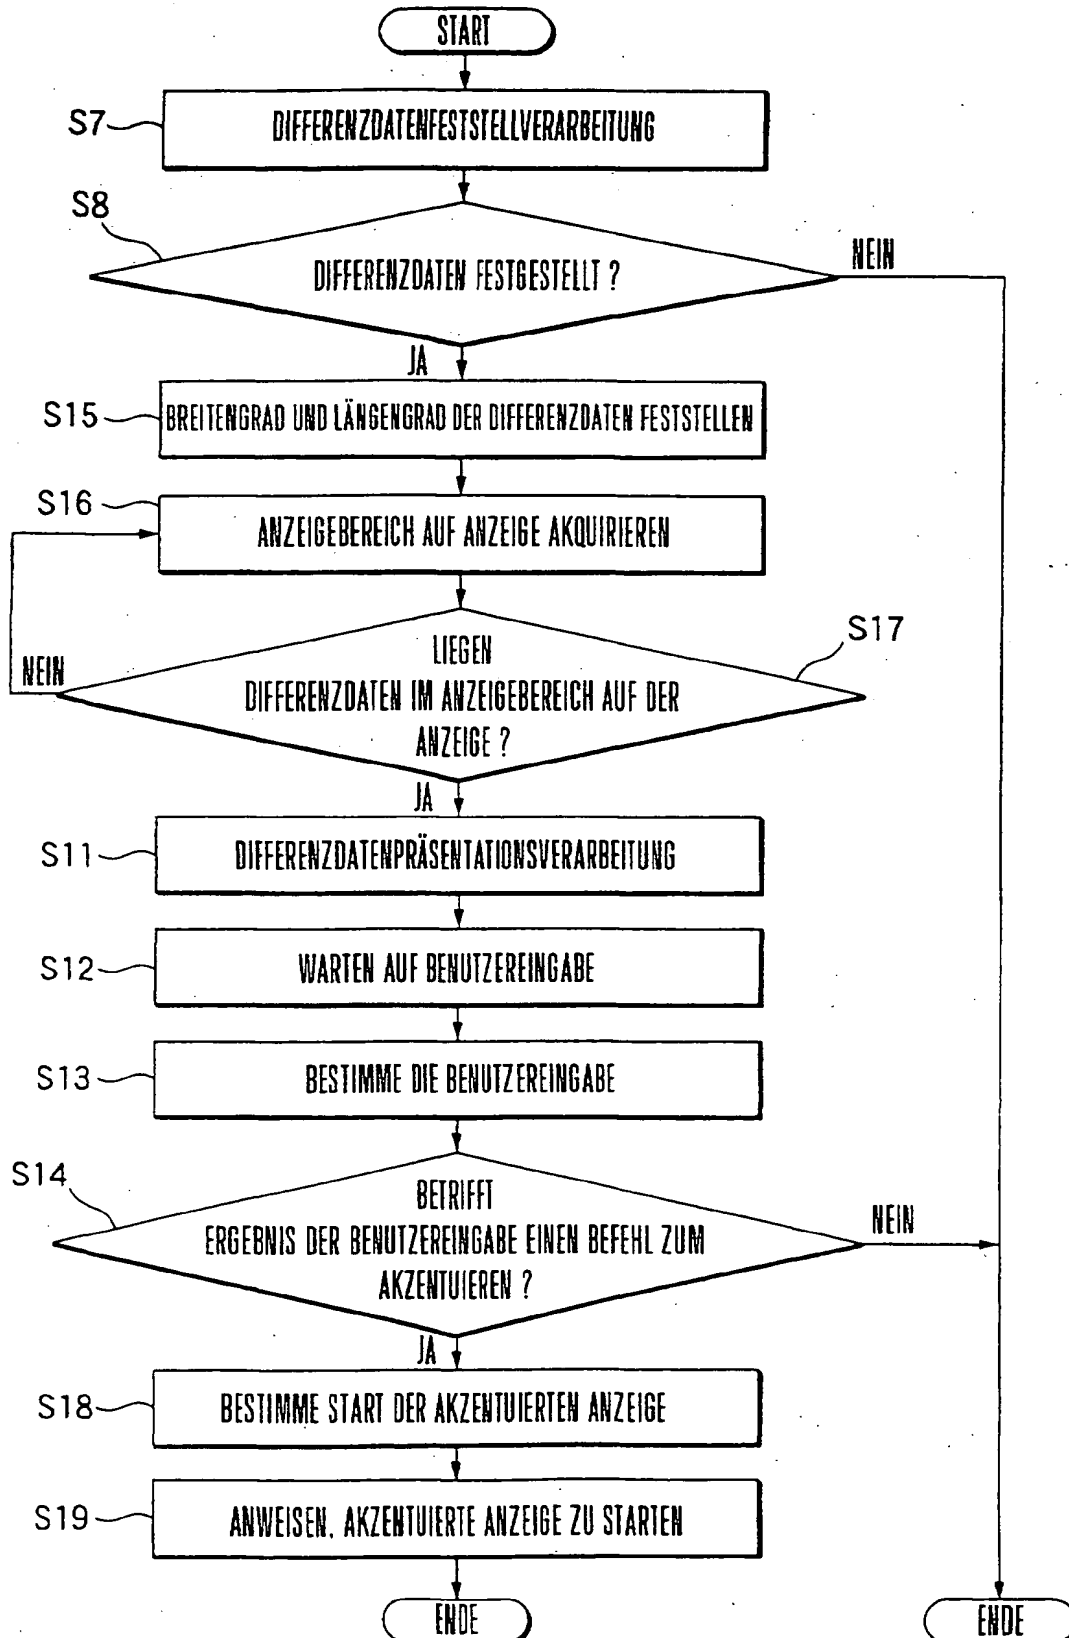 START
S7
DIFFERENZDATENFESTSTELLVERARBEITUNG
S8
DIFFERENZDATEN FESTGESTELLT ?
NEIN
JA
S15
BREITENGRAD UND LÄNGENGRAD DER DIFFERENZDATEN FESTSTELLEN
S16
ANZEIGEBEREICH AUF ANZEIGE AKQUIRIEREN
S17
NEIN
LIEGEN
DIFFERENZDATEN IM ANZEIGEBEREICH AUF DER
ANZEIGE ?
JA
S11
DIFFERENZDATENPRÄSENTATIONSVERARBEITUNG
S12
WARTEN AUF BENUTZEREINGABE
S13
BESTIMME DIE BENUTZEREINGABE
S14
BETRIFFT
ERGEBNIS DER BENUTZEREINGABE EINEN BEFEHL ZUM
AKZENTUIEREN ?
NEIN
JA
S18
BESTIMME START DER AKZENTUIERTEN ANZEIGE
S19
ANWEISEN, AKZENTUIERTE ANZEIGE ZU STARTEN
ENDE
ENDE